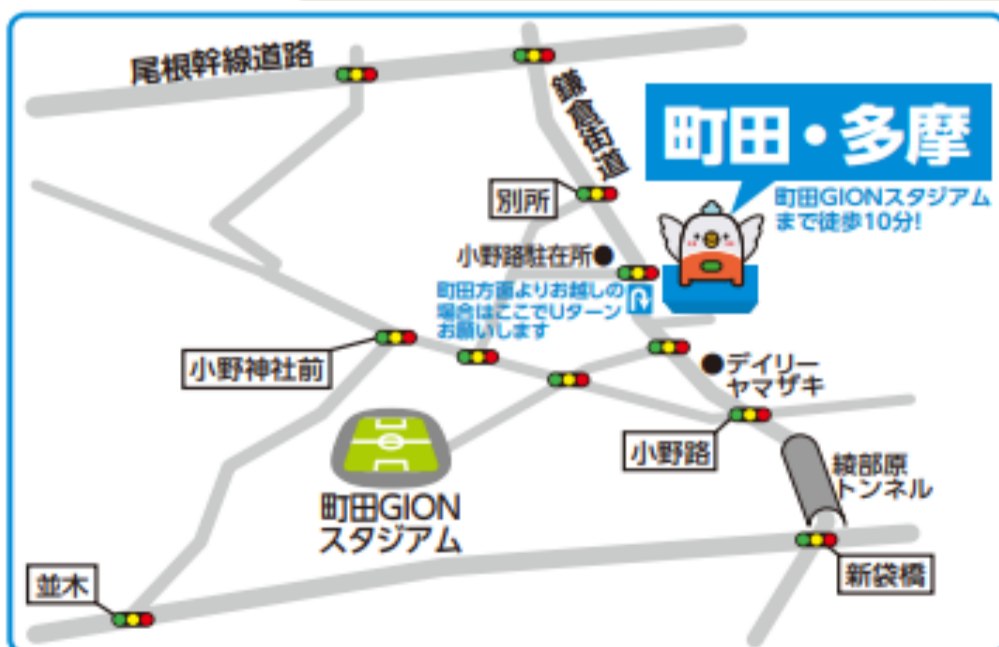 尾根幹線道路
鎌倉街道
町田・多摩
町田GIONスタジアム
まで徒歩10分!
別所
小野路駐在所
町田方面よりお越しの
場合はここでUターン
お願いします
小野神社前
デイリー
ヤマザキ
小野路
綾部原
トンネル
町田GION
スタジアム
並木
新袋橋